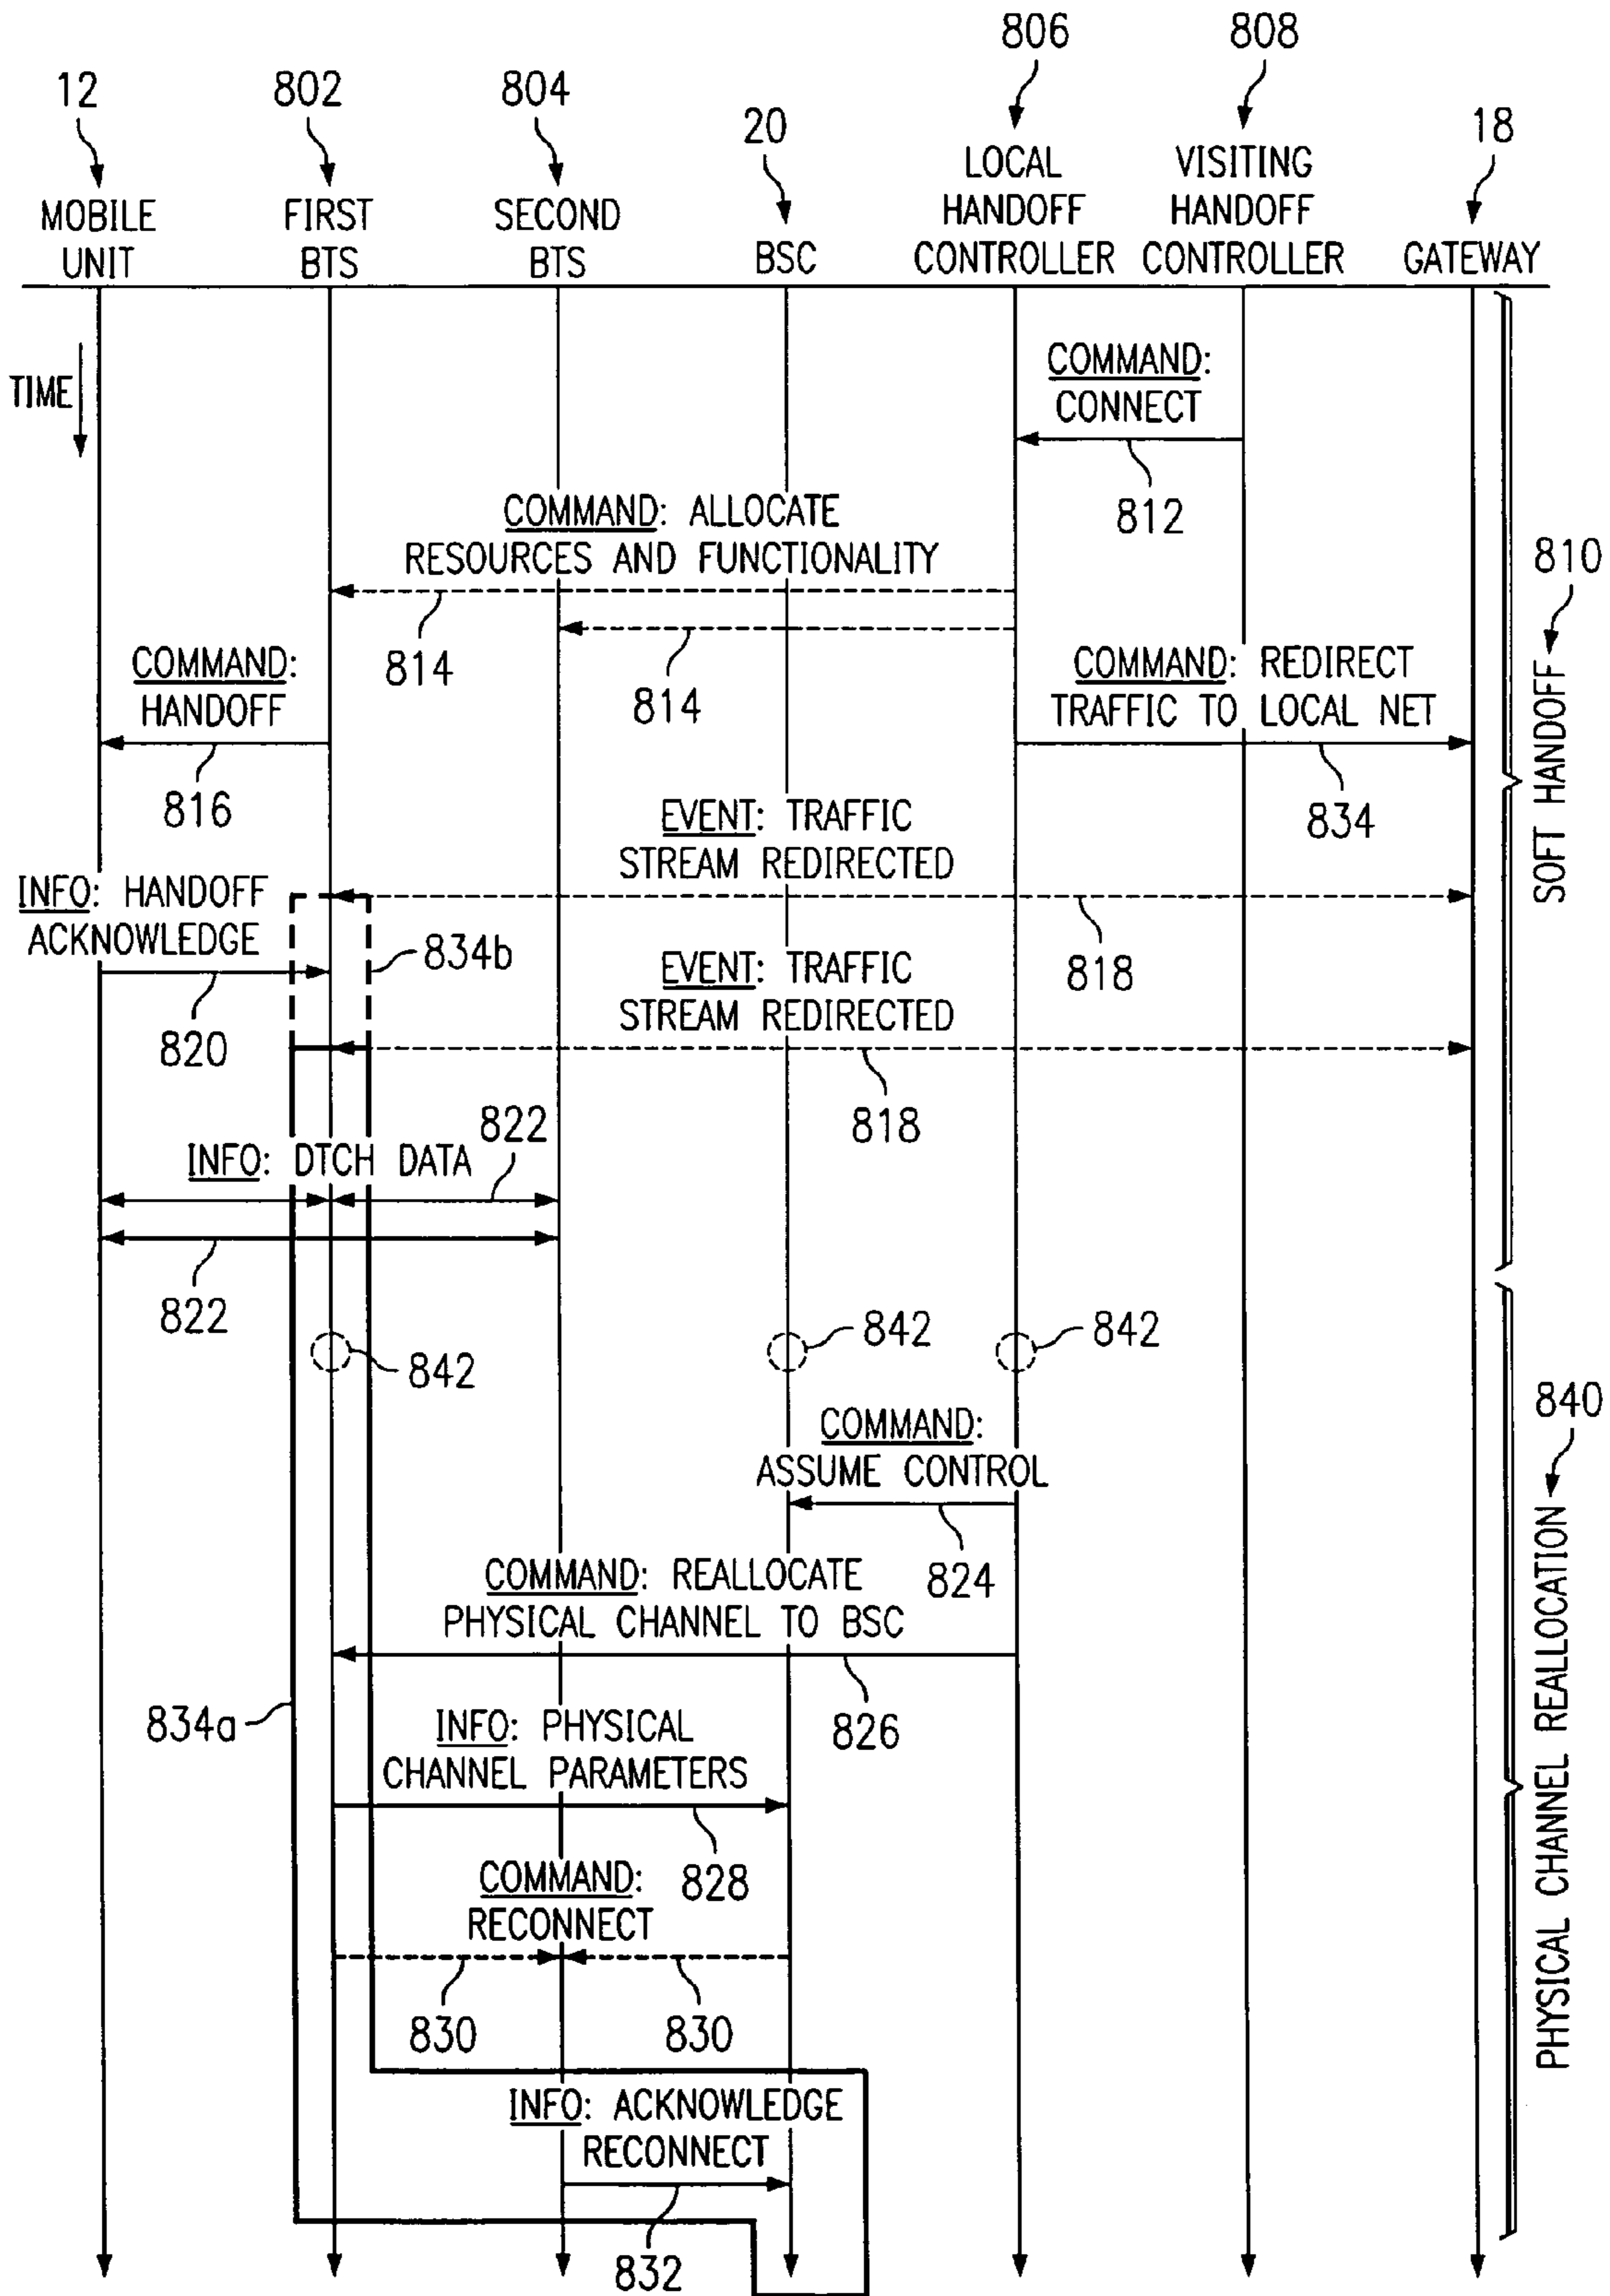 806
808
12
802
804
20
18
MOBILE
UNIT
FIRST
BTS
SECOND
BTS
BSC
LOCAL
HANDOFF
CONTROLLER
VISITING
HANDOFF
CONTROLLER
GATEWAY
TIME
COMMAND:
CONNECT
812
COMMAND: ALLOCATE
RESOURCES AND FUNCTIONALITY
814
814
810
SOFT HANDOFF
COMMAND:
HANDOFF
816
COMMAND: REDIRECT
TRAFFIC TO LOCAL NET
834
EVENT: TRAFFIC
STREAM REDIRECTED
818
INFO: HANDOFF
ACKNOWLEDGE
820
834b
EVENT: TRAFFIC
STREAM REDIRECTED
818
822
INFO: DTCH DATA
822
842
842
842
840
PHYSICAL CHANNEL REALLOCATION
COMMAND:
ASSUME CONTROL
824
COMMAND: REALLOCATE
PHYSICAL CHANNEL TO BSC
826
834a
INFO: PHYSICAL
CHANNEL PARAMETERS
828
COMMAND:
RECONNECT
830
830
INFO: ACKNOWLEDGE
RECONNECT
832